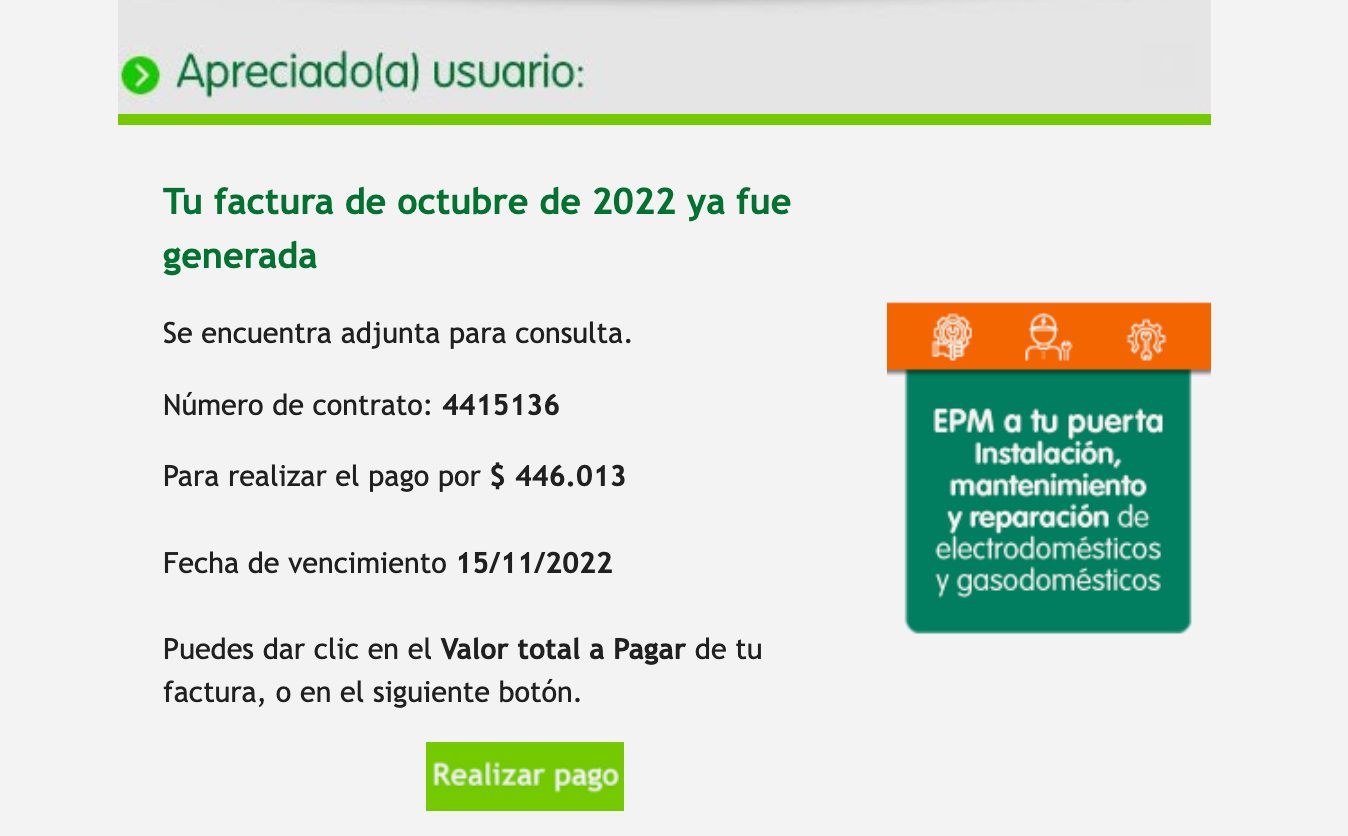 Apreciado(a) usuario:
Tu factura de octubre de 2022 ya fue
generada
Se encuentra adjunta para consulta.
Número de contrato: 4415136
Para realizar el pago por $ 446.013
Fecha de vencimiento 15/11/2022
Puedes dar clic en el Valor total a Pagar de tu
factura, o en el siguiente botón.
Realizar pago
EPM a tu puerta
Instalación,
mantenimiento
y reparación de
electrodomésticos
y gasodomésticos